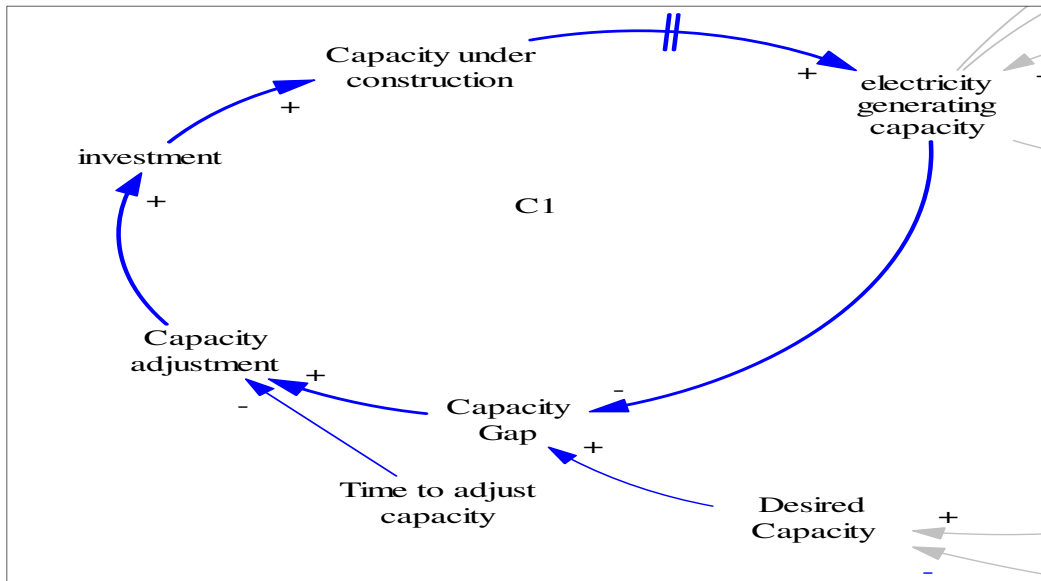 Capacity under
construction
+
electricity
generating
capacity
+
+
investment
+
C1
Capacity
adjustment
+
-
-
Capacity
Gap
+
Time to adjust
capacity
Desired
Capacity
+
-